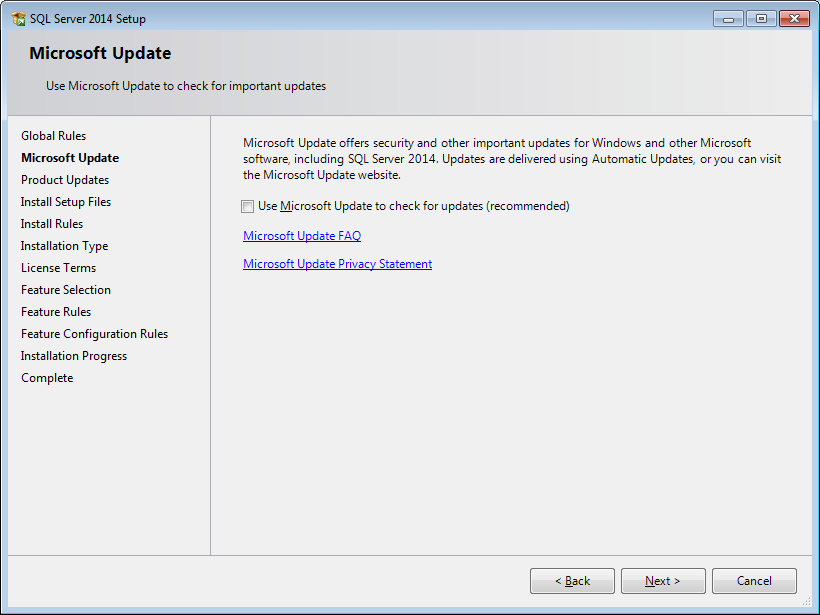 SQL Server 2014 Setup
Microsoft Update
Use Microsoft Update to check for important updates
Global Rules
Microsoft Update
Product Updates
Install Setup Files
Install Rules
Installation Type
License Terms
Feature Selection
Feature Rules
Feature Configuration Rules
Installation Progress
Complete
Microsoft Update offers security and other important updates for Windows and other Microsoft
software, including SQL Server 2014. Updates are delivered using Automatic Updates, or you can visit
the Microsoft Update website.
Use Microsoft Update to check for updates (recommended)
Microsoft Update FAQ
Microsoft Update Privacy Statement
< Back
Next >
Cancel